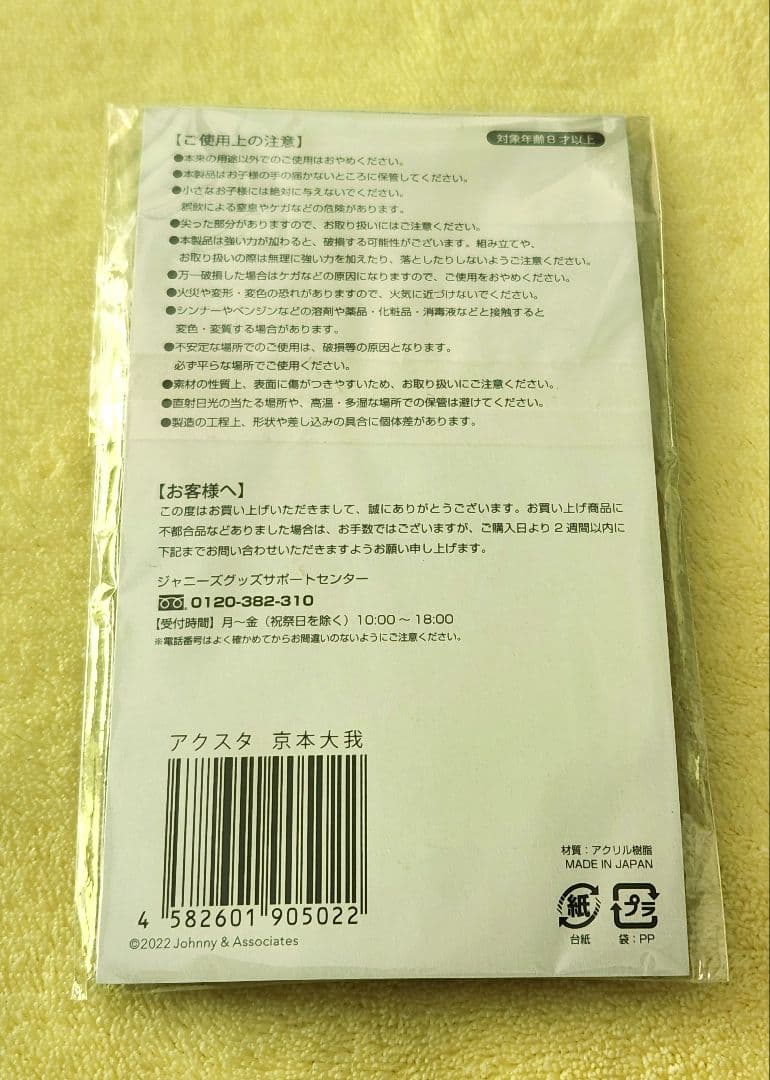 【ご使用上の注意】
対象年齢8才以上
●本来の用途以外でのご使用はおやめください。
●本製品はお子様の手の届かないところに保管してください。
●小さなお子様には絶対に与えないでください。
誤飲による窒息やケガなどの危険があります。
●尖った部分がありますので、お取り扱いにはご注意ください。
●本製品は強い力が加わると、破損する可能性がございます。組み立てや、
お取り扱いの際は無理に強い力を加えたり、落としたりしないようご注意ください。
●万一破損した場合はケガなどの原因になりますので、ご使用をおやめください。
●火災や変形・変色の恐れがありますので、火気に近づけないでください。
●シンナーやベンジンなどの溶剤や薬品・化粧品・消毒液などと接触すると
変色・変質する場合があります。
●不安定な場所でのご使用は、破損等の原因となります。
必ず平らな場所でご使用ください。
●素材の性質上、表面に傷がつきやすいため、お取り扱いにご注意ください。
●直射日光の当たる場所や、高温・多湿な場所での保管は避けてください。
●製造の工程上、形状や差し込みの具合に個体差があります。
【お客様へ】
この度はお買い上げいただきまして、誠にありがとうございます。お買い上げ商品に
不都合品などありました場合は、お手数ではございますが、ご購入日より2週間以内に
下記までお問い合わせいただきますようお願い申し上げます。
ジャニーズグッズサポートセンター
0120-382-310
【受付時間】月～金（祝祭日を除く）10:00～18:00
※電話番号はよく確かめてからお間違いのないようにご注意ください。
アクスタ 京本大我
4 582601 905022
©2022 Johnny & Associates
材質：アクリル樹脂
MADE IN JAPAN
紙 プラ
台紙 袋：PP